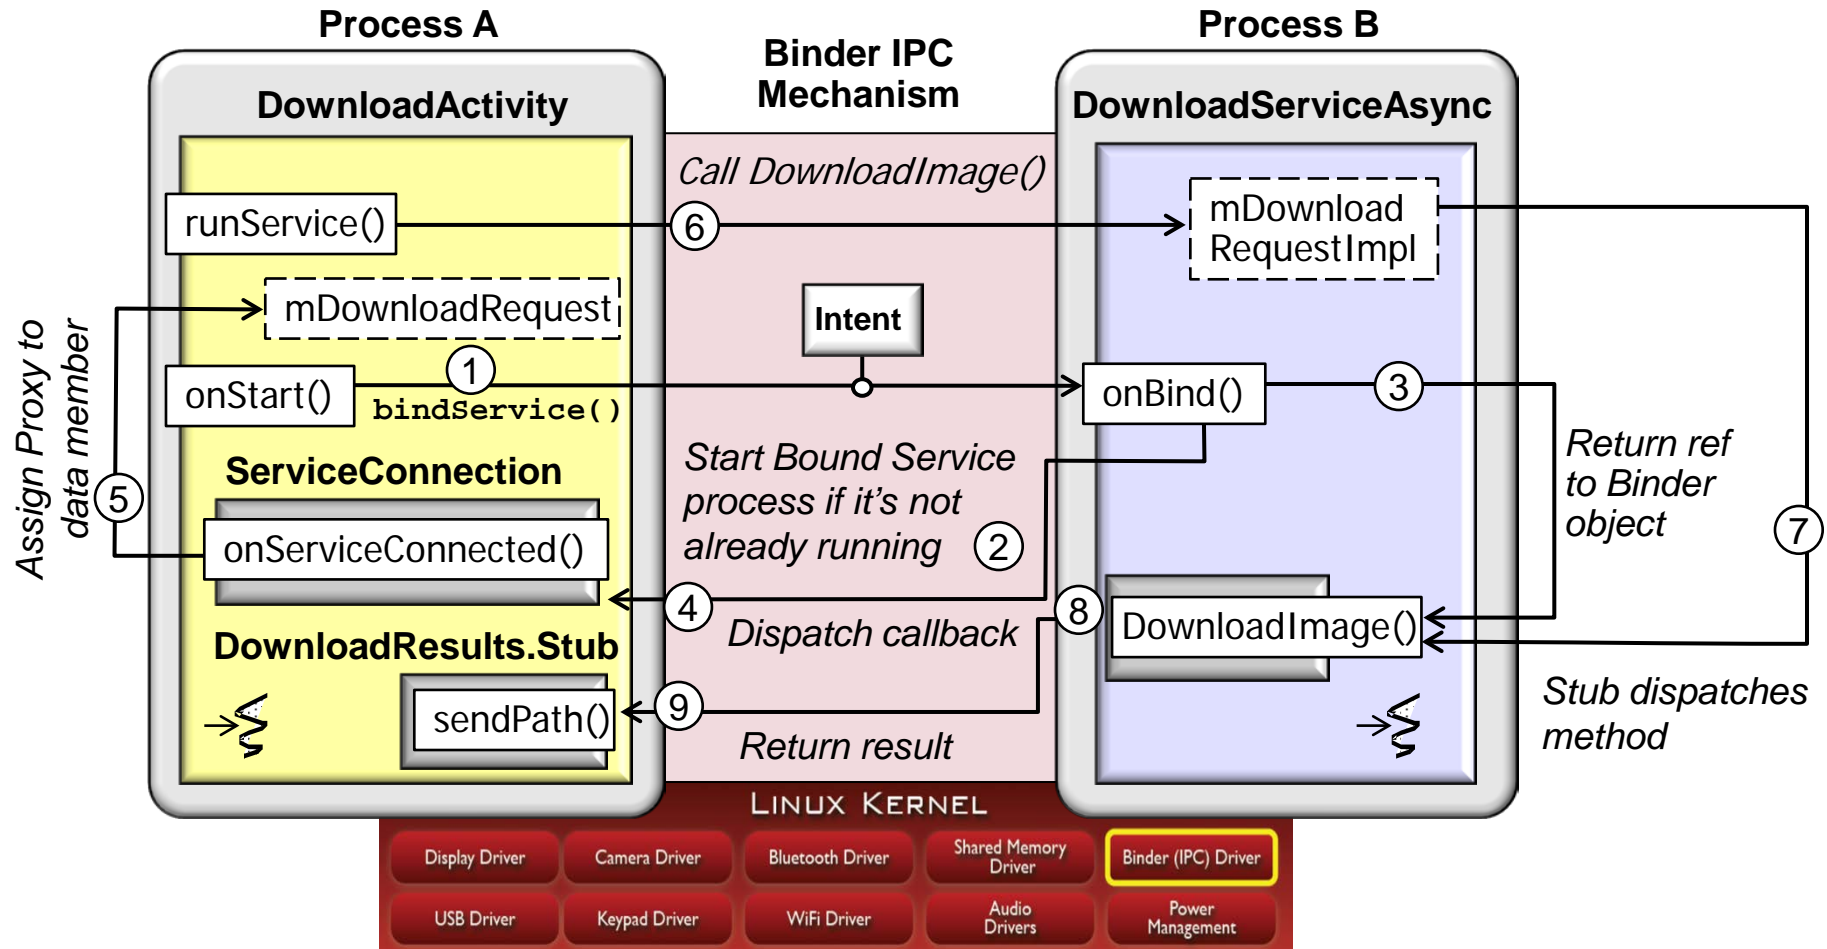 Process A
Binder IPC
Mechanism
Process B
DownloadActivity
DownloadServiceAsync
Call DownloadImage()
runService()
6
mDownload
RequestImpl
mDownloadRequest
Intent
Assign Proxy to
data member
1
onStart()
bindService()
onBind()
3
ServiceConnection
Start Bound Service
process if it's not
already running
2
Return ref
to Binder
object
5
onServiceConnected()
7
4
Dispatch callback
8
DownloadImage()
DownloadResults.Stub
sendPath()
9
Return result
Stub dispatches
method
LINUX KERNEL
Display Driver
Camera Driver
Bluetooth Driver
Shared Memory
Driver
Binder (IPC) Driver
USB Driver
Keypad Driver
WiFi Driver
Audio
Drivers
Power
Management